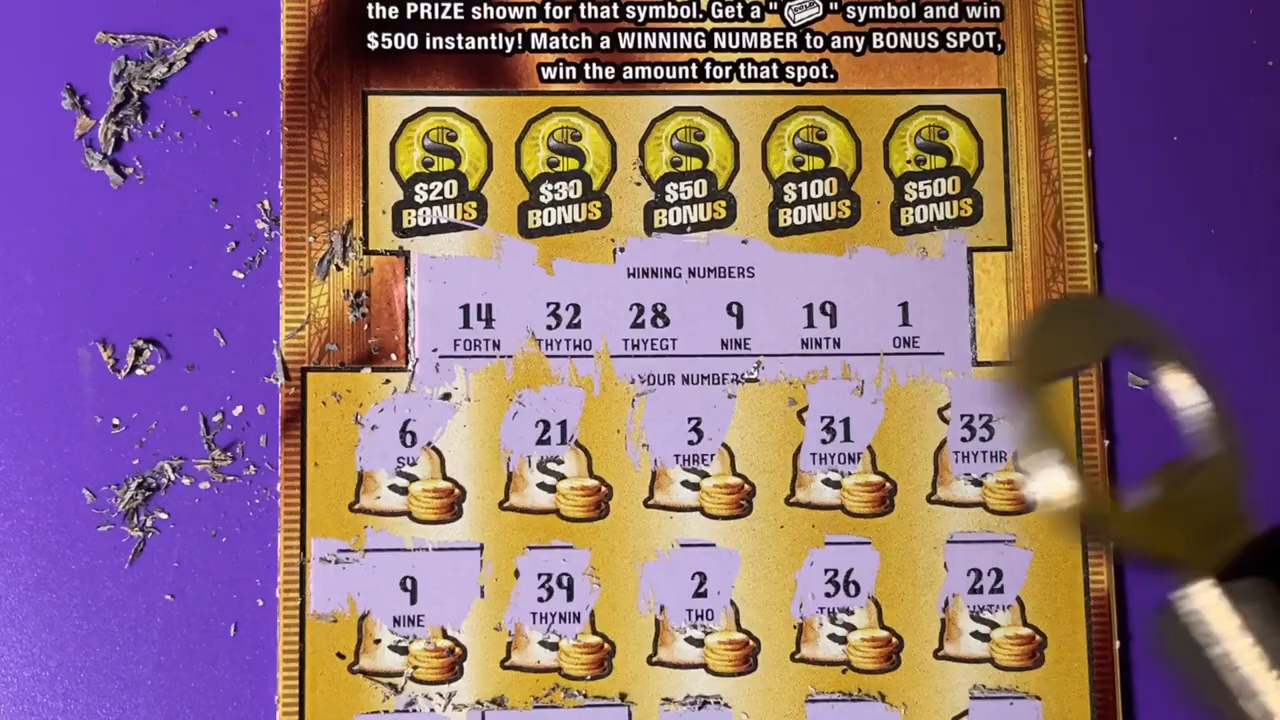 the PRIZE shown for that symbol. Get a " GOLD " symbol and win
$500 instantly! Match a WINNING NUMBER to any BONUS SPOT,
win the amount for that spot.
$20 $30 $50 $100 $500
BONUS BONUS BONUS BONUS BONUS
WINNING NUMBERS
14 32 28 9 19 1
FORTN THYTWO TWYEGT NINE NINTN ONE
YOUR NUMBERS
6 21 3 31 33
THREE THYONE THYTHR
9 39 2 36 22
NINE THYNIN TWO